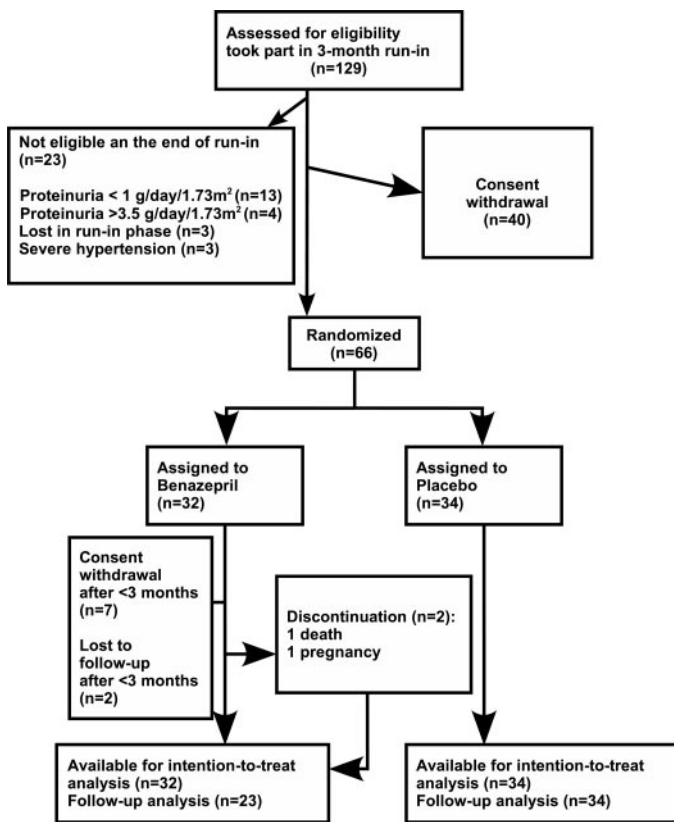 Assessed for eligibility
took part in 3-month run-in
(n=129)
Not eligible an the end of run-in
(n=23)
Proteinuria < 1 g/day/1.73m² (n=13)
Proteinuria >3.5 g/day/1.73m² (n=4)
Lost in run-in phase (n=3)
Severe hypertension (n=3)
Consent
withdrawal
(n=40)
Randomized
(n=66)
Assigned to
Benazepril
(n=32)
Assigned to
Placebo
(n=34)
Consent
withdrawal
after <3 months
(n=7)
Lost to
follow-up
after <3 months
(n=2)
Discontinuation (n=2):
1 death
1 pregnancy
Available for intention-to-treat
analysis (n=32)
Follow-up analysis (n=23)
Available for intention-to-treat
analysis (n=34)
Follow-up analysis (n=34)